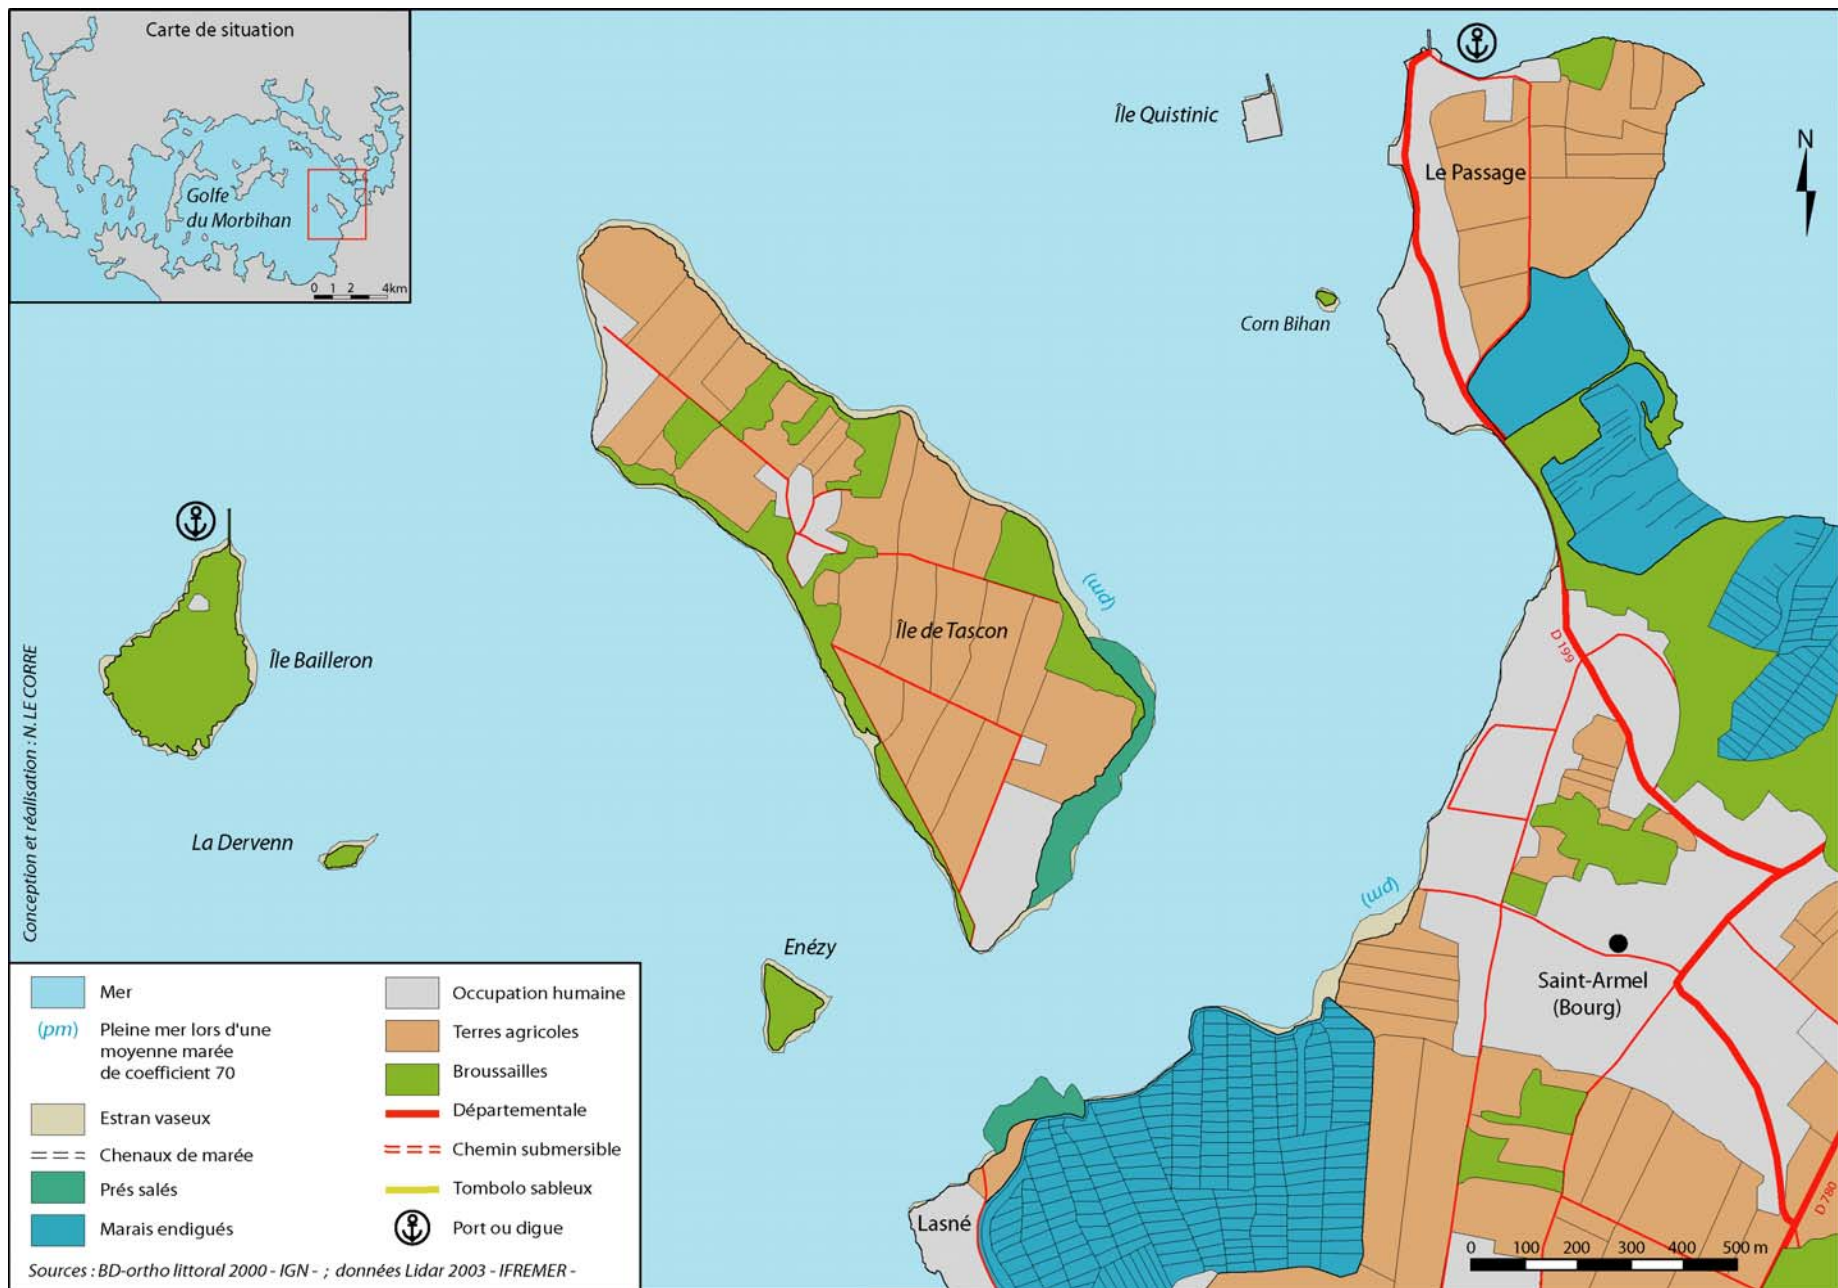 Carte de situation
Golfe
du Morbihan
0 1 2 4km
Île Quistinic
Le Passage
N
Corn Bihan
(pm)
Île de Tascon
Île Bailleron
D 199
La Dervenn
(pm)
Enézy
Saint-Armel
(Bourg)
Lasné
D 780
0 100 200 300 400 500 m
Conception et réalisation : N. LE CORRE
Mer
(pm) Pleine mer lors d'une
moyenne marée
de coefficient 70
Estran vaseux
Chenaux de marée
Prés salés
Marais endigués
Occupation humaine
Terres agricoles
Broussailles
Départementale
Chemin submersible
Tombolo sableux
Port ou digue
Sources : BD-ortho littoral 2000 - IGN - ; données Lidar 2003 - IFREMER -